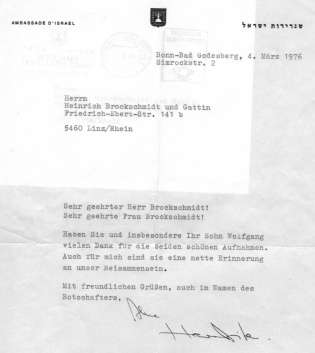 AMBASSADE D'ISRAEL
שגרירות ישראל
Bonn-Bad Godesberg, 4. März 1976
Simrockstr. 2
Herrn
Heinrich Brockschmidt und Gattin
Friedrich-Ebert-Str. 141 b
5460 Linz/Rhein
Sehr geehrter Herr Brockschmidt!
Sehr geehrte Frau Brockschmidt!
Haben Sie und insbesondere Ihr Sohn Wolfgang
vielen Dank für die beiden schönen Aufnahmen.
Auch für mich sind sie eine nette Erinnerung
an unser Beisammensein.
Mit freundlichen Grüßen, auch im Namen des
Botschafters,